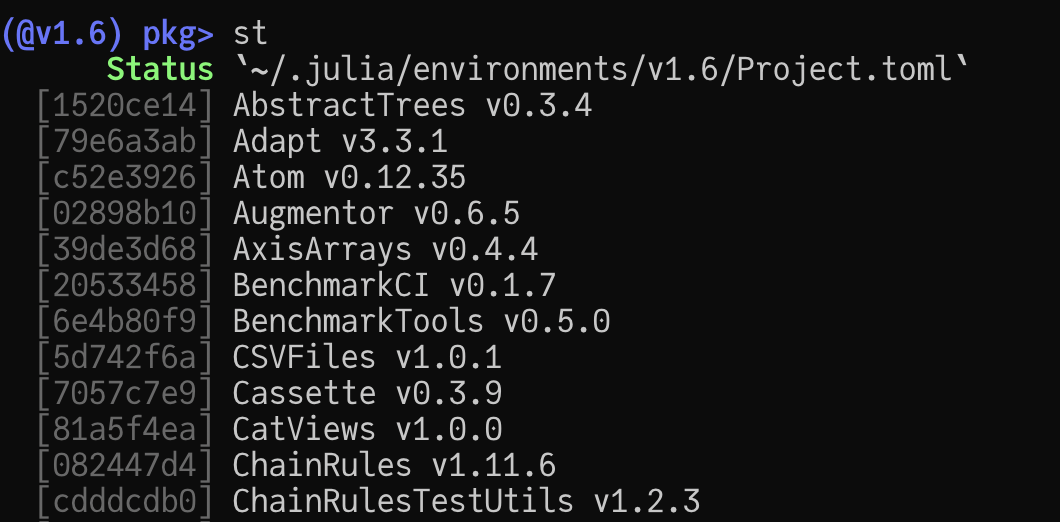 (@v1.6) pkg> st
Status `~/.julia/environments/v1.6/Project.toml`
[1520ce14] AbstractTrees v0.3.4
[79e6a3ab] Adapt v3.3.1
[c52e3926] Atom v0.12.35
[02898b10] Augmentor v0.6.5
[39de3d68] AxisArrays v0.4.4
[20533458] BenchmarkCI v0.1.7
[6e4b80f9] BenchmarkTools v0.5.0
[5d742f6a] CSVFiles v1.0.1
[7057c7e9] Cassette v0.3.9
[81a5f4ea] CatViews v1.0.0
[082447d4] ChainRules v1.11.6
[cdddcdb0] ChainRulesTestUtils v1.2.3